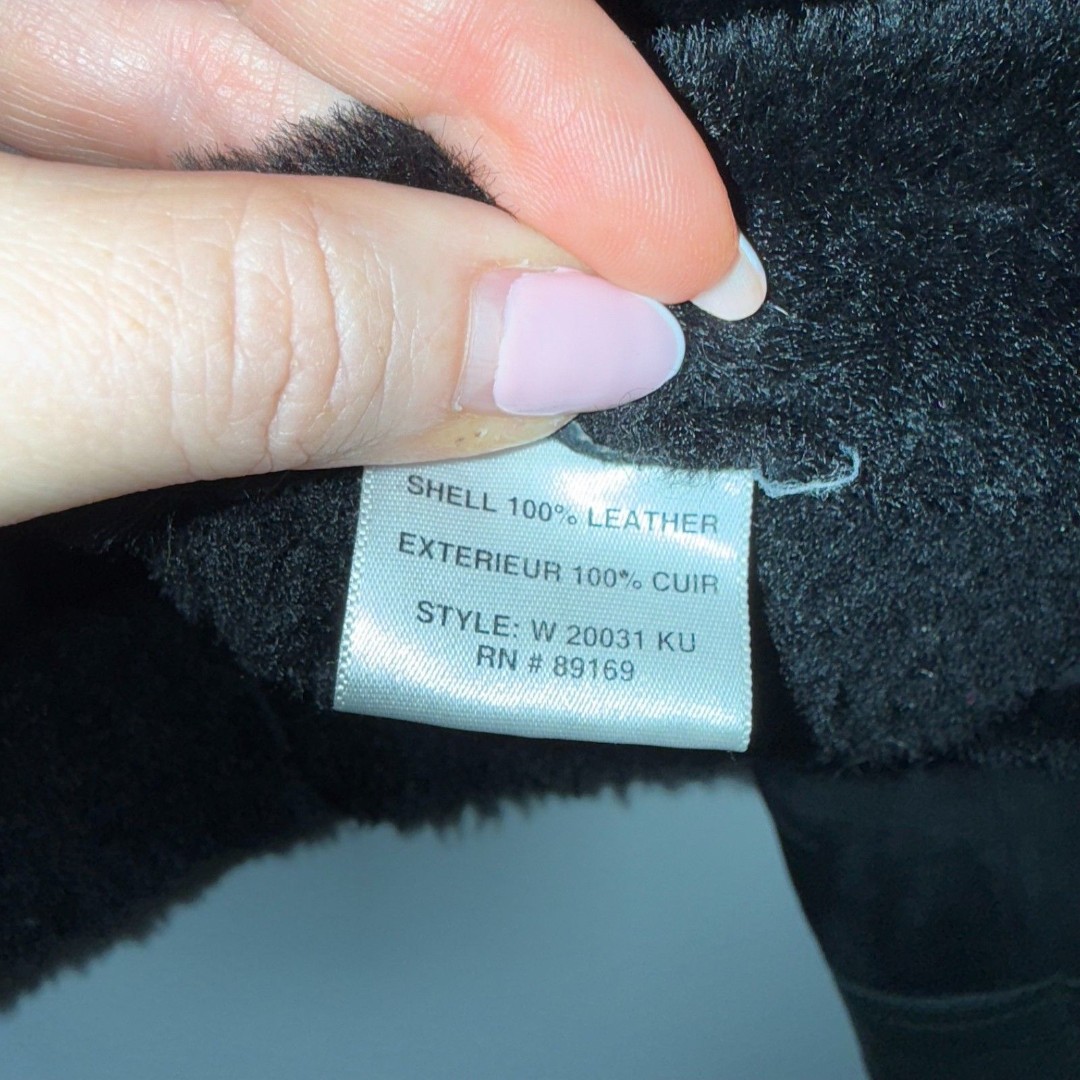 SHELL 100% LEATHER
EXTERIEUR 100% CUIR
STYLE: W 20031 KU
RN # 89169